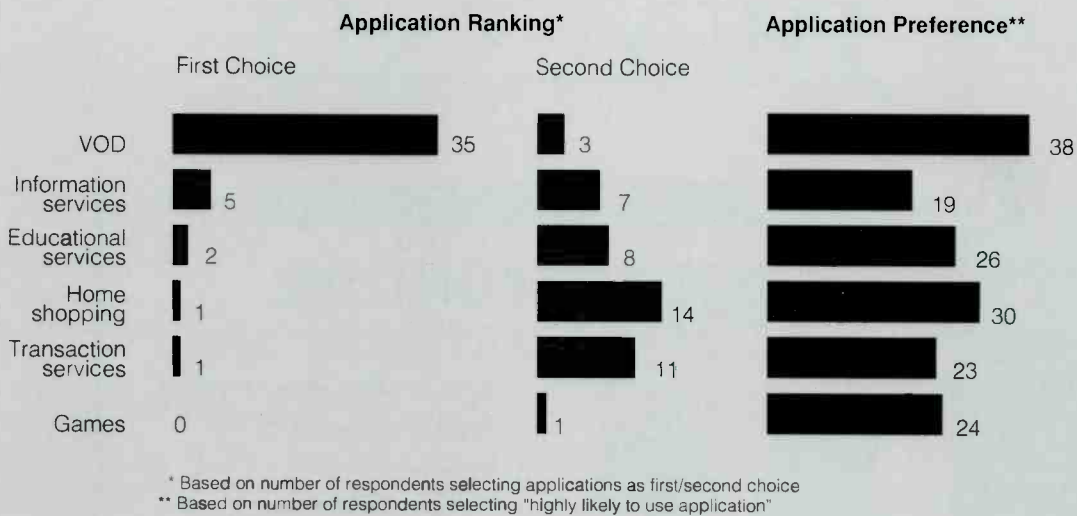 Application Ranking*
Application Preference**
First Choice
Second Choice
VOD
35
3
38
Information
services
5
7
19
Educational
services
2
8
26
Home
shopping
1
14
30
Transaction
services
1
11
23
Games
0
1
24
* Based on number of respondents selecting applications as first/second choice
** Based on number of respondents selecting "highly likely to use application"